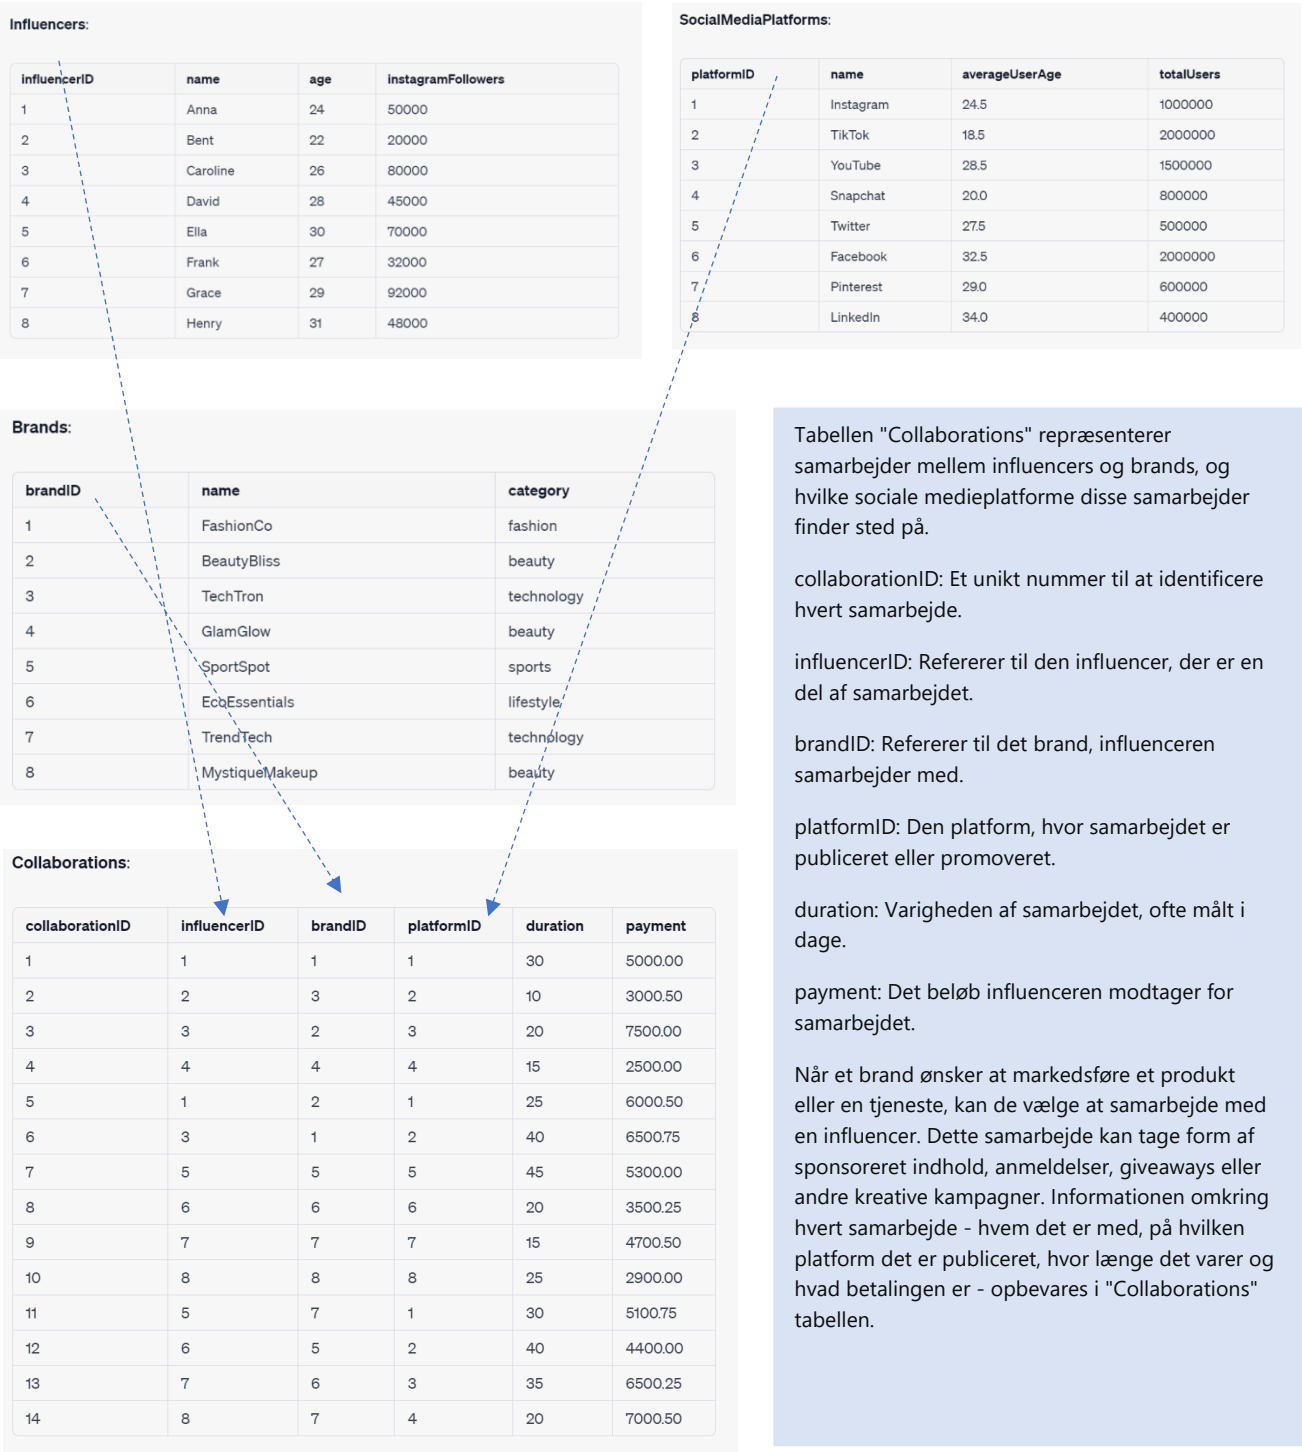 Influencers:
influencerID name age instagramFollowers
1 Anna 24 50000
2 Bent 22 20000
3 Caroline 26 80000
4 David 28 45000
5 Ella 30 70000
6 Frank 27 32000
7 Grace 29 92000
8 Henry 31 48000
SocialMediaPlatforms:
platformID name averageUserAge totalUsers
1 Instagram 24.5 1000000
2 TikTok 18.5 2000000
3 YouTube 28.5 1500000
4 Snapchat 20.0 800000
5 Twitter 27.5 500000
6 Facebook 32.5 2000000
7 Pinterest 29.0 600000
8 LinkedIn 34.0 400000
Brands:
brandID name category
1 FashionCo fashion
2 BeautyBliss beauty
3 TechTron technology
4 GlamGlow beauty
5 SportSpot sports
6 EcoEssentials lifestyle
7 TrendTech technology
8 MystiqueMakeup beauty
Collaborations:
collaborationID influencerID brandID platformID duration payment
1 1 1 1 30 5000.00
2 2 3 2 10 3000.50
3 3 2 3 20 7500.00
4 4 4 4 15 2500.00
5 1 2 1 25 6000.50
6 3 1 2 40 6500.75
7 5 5 5 45 5300.00
8 6 6 6 20 3500.25
9 7 7 7 15 4700.50
10 8 8 8 25 2900.00
11 5 7 1 30 5100.75
12 6 5 2 40 4400.00
13 7 6 3 35 6500.25
14 8 7 4 20 7000.50
Tabellen "Collaborations" repræsenterer
samarbejder mellem influencers og brands, og
hvilke sociale medieplatforme disse samarbejder
finder sted på.
collaborationID: Et unikt nummer til at identificere
hvert samarbejde.
influencerID: Refererer til den influencer, der er en
del af samarbejdet.
brandID: Refererer til det brand, influenceren
samarbejder med.
platformID: Den platform, hvor samarbejdet er
publiceret eller promoveret.
duration: Varigheden af samarbejdet, ofte målt i
dage.
payment: Det beløb influenceren modtager for
samarbejdet.
Når et brand ønsker at markedsføre et produkt
eller en tjeneste, kan de vælge at samarbejde med
en influencer. Dette samarbejde kan tage form af
sponsoreret indhold, anmeldelser, giveaways eller
andre kreative kampagner. Informationen omkring
hvert samarbejde - hvem det er med, på hvilken
platform det er publiceret, hvor længe det varer og
hvad betalingen er - opbevares i "Collaborations"
tabellen.